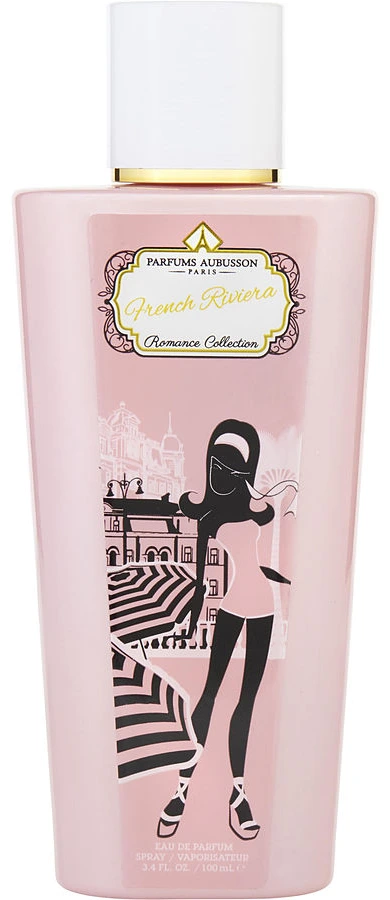 PARFUMS AUBUSSON
PARIS
French Riviera
Romance Collection
EAU DE PARFUM
SPRAY / VAPORISATEUR
3.4 FL. OZ. / 100 mL ℮